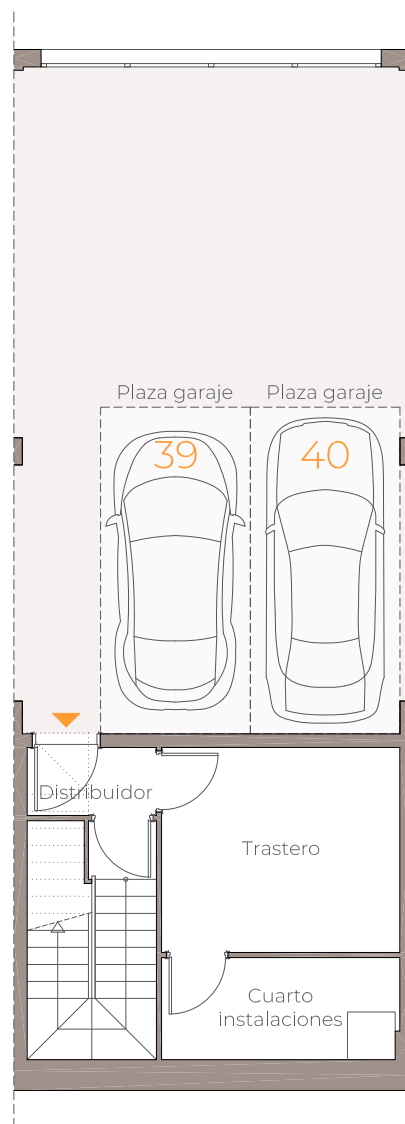 Plaza garaje
Plaza garaje
39
40
Distribuidor
Trastero
Cuarto
instalaciones